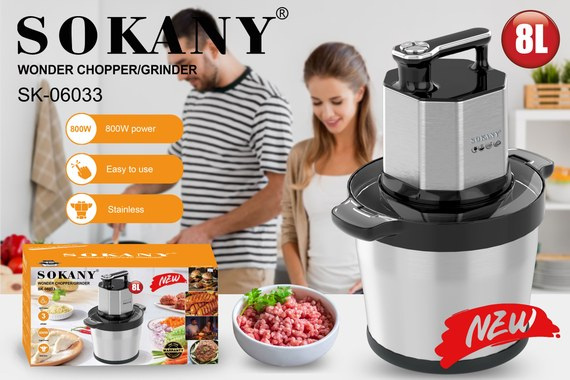 SOKANY®
WONDER CHOPPER/GRINDER
SK-06033
8L
800W
800W power
Easy to use
Stainless
SOKANY
SOKANY
WONDER CHOPPER/GRINDER
8L
NEW
NEW